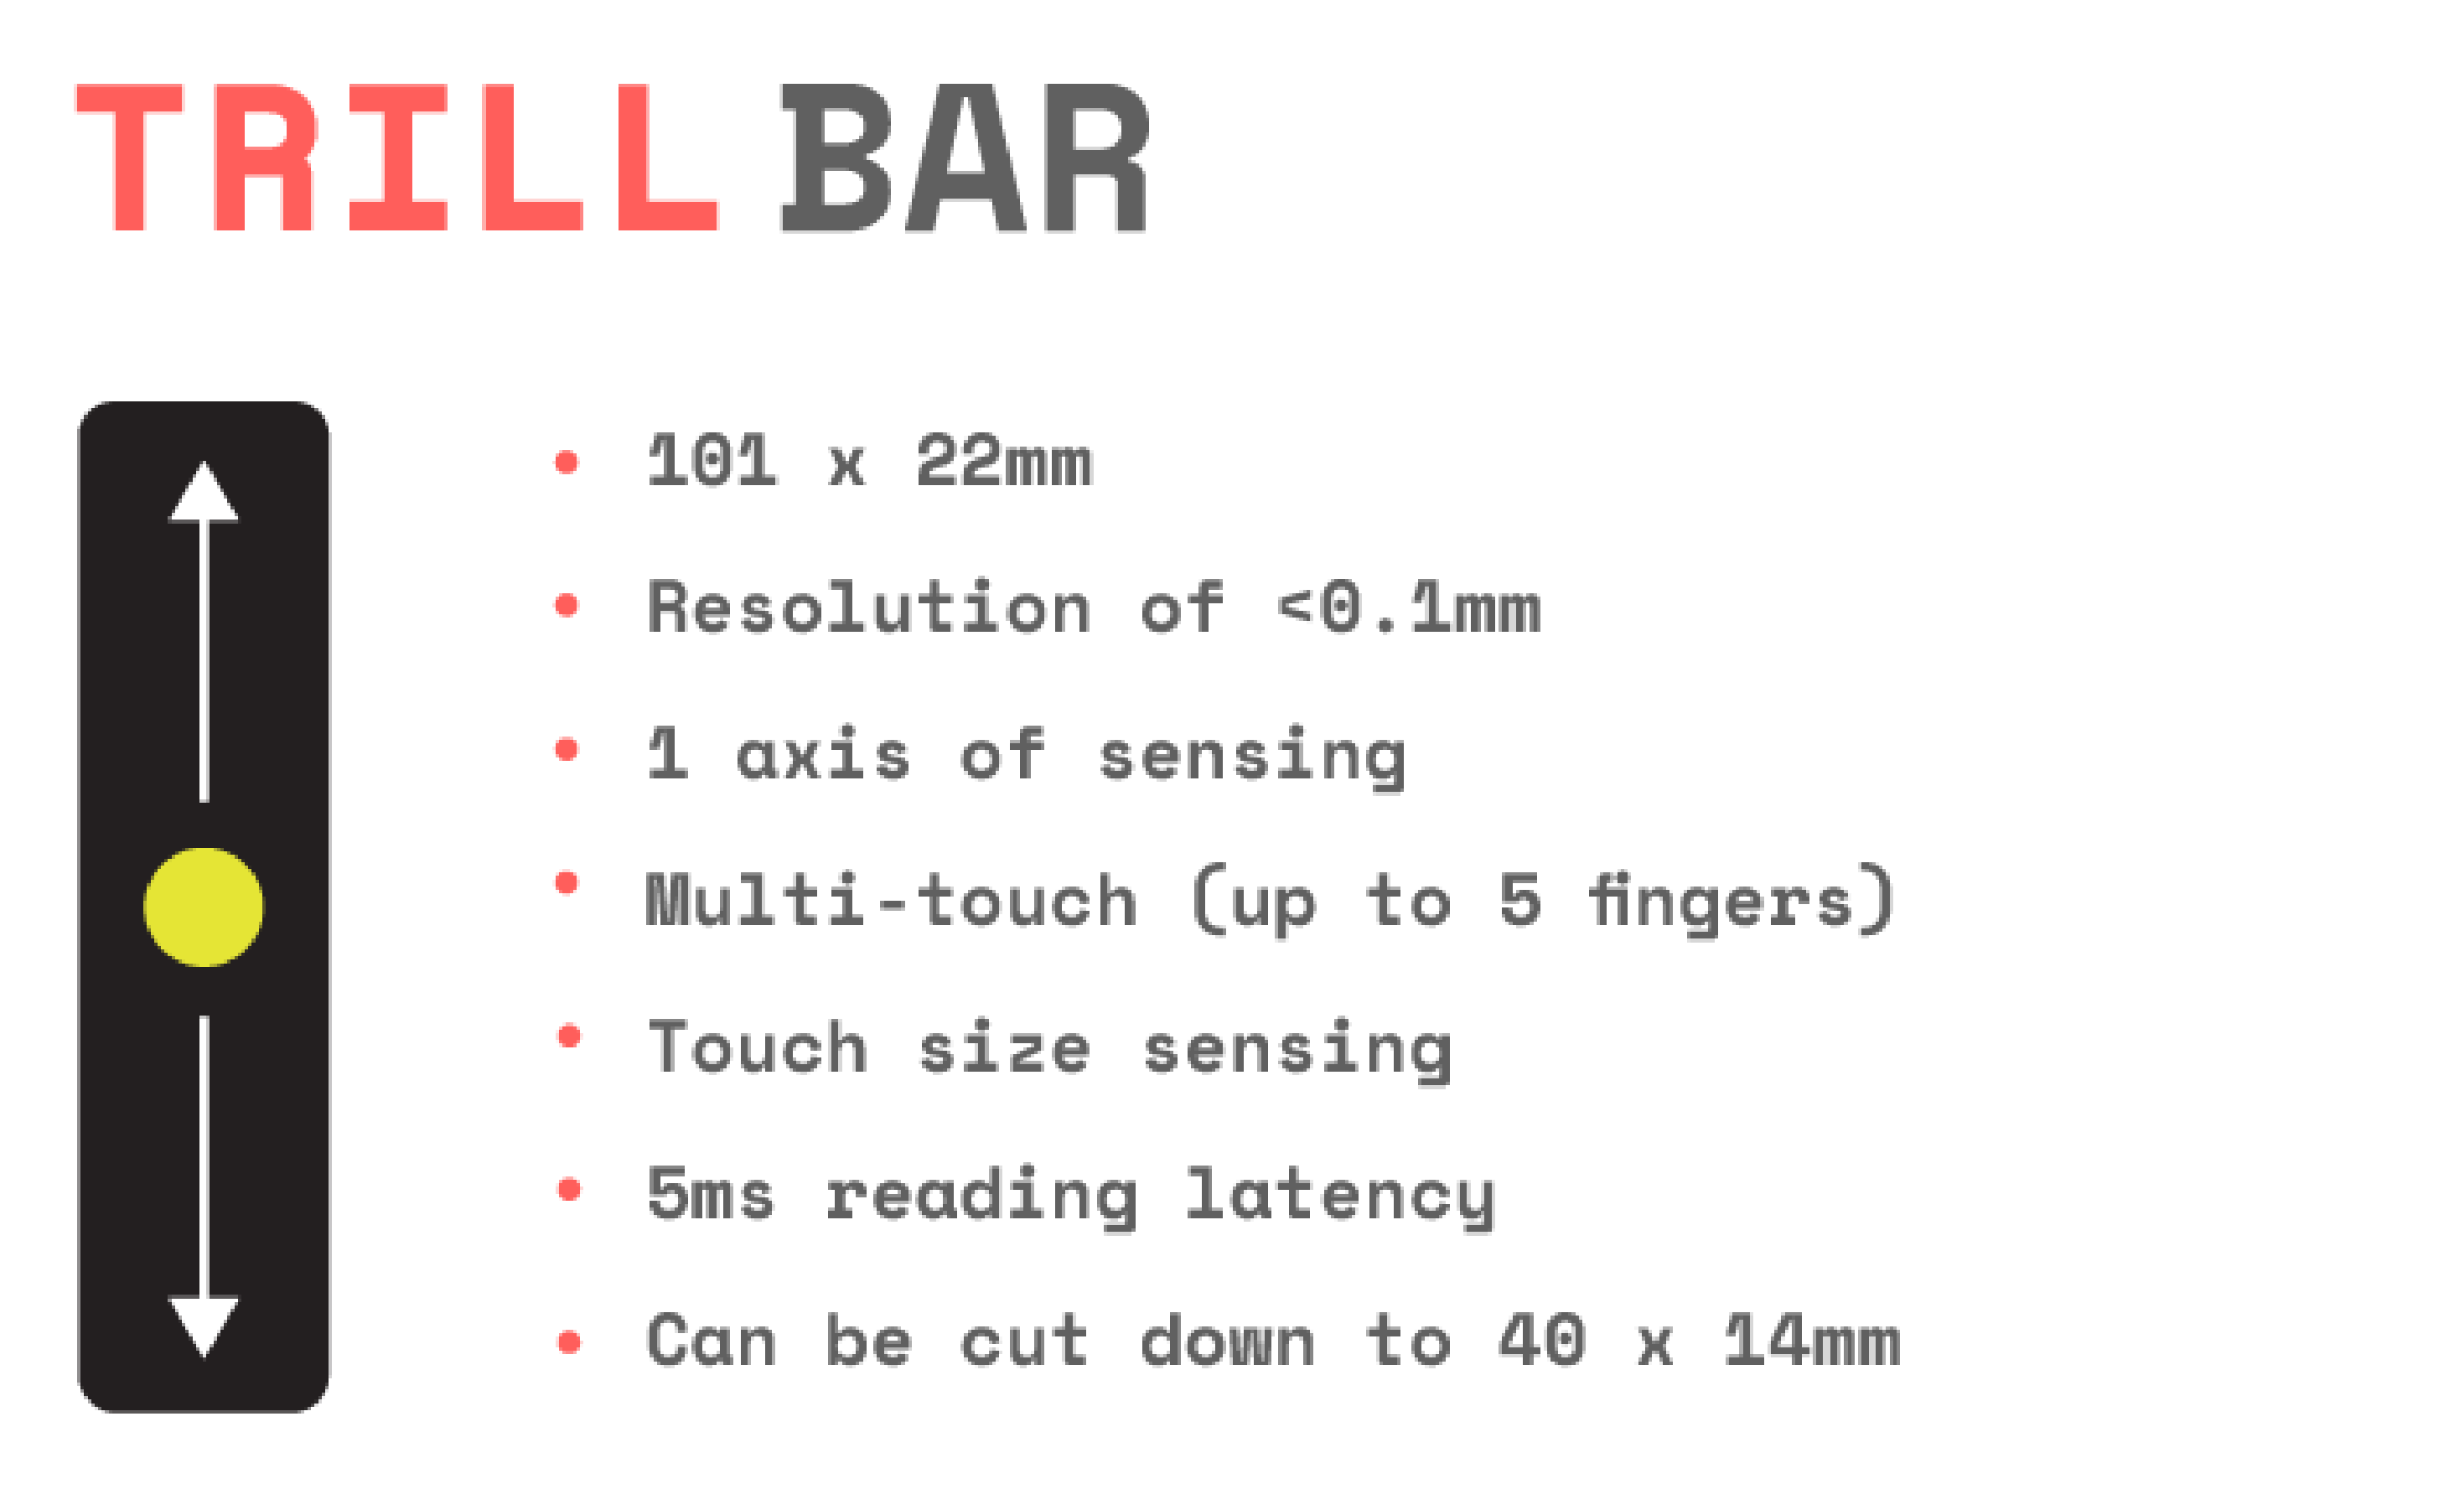 TRILL BAR
• 101 x 22mm
• Resolution of <0.1mm
• 1 axis of sensing
• Multi-touch (up to 5 fingers)
• Touch size sensing
• 5ms reading latency
• Can be cut down to 40 x 14mm